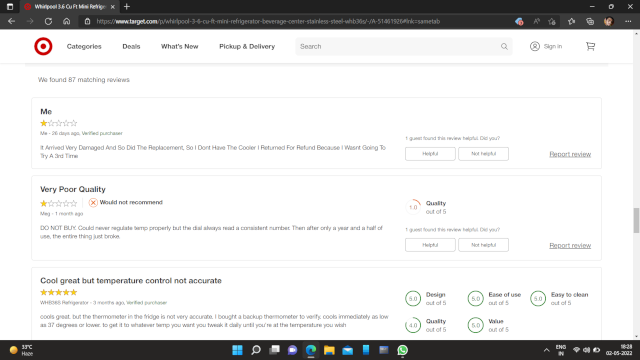 Whirlpool 3.6 Cu Ft Mini Refrige
https://www.target.com/p/whirlpool-3-6-cu-ft-mini-refrigerator-beverage-center-stainless-steel-whb36s/-/A-51461926#lnk=sametab
Categories Deals What's New Pickup & Delivery Search Sign in
We found 87 matching reviews
Me
Me - 26 days ago, Verified purchaser
It Arrived Very Damaged And So Did The Replacement, So I Dont Have The Cooler I Returned For Refund Because I Wasnt Going To
Try A 3rd Time
1 guest found this review helpful. Did you?
Helpful Not helpful Report review
Very Poor Quality
Would not recommend
Meg - 1 month ago
DO NOT BUY. Could never regulate temp properly but the dial always read a consistent number. Then after only a year and a half of
use, the entire thing just broke.
1.0 Quality
out of 5
1 guest found this review helpful. Did you?
Helpful Not helpful Report review
Cool great but temperature control not accurate
WHB36S Refrigerator - 3 months ago, Verified purchaser
cools great, but the thermometer in the fridge is not very accurate. I bought a backup thermometer to verify. cools immediately as low
as 37 degrees or lower. to get it to whatever temp you want you tweak it daily until you're at the temperature you wish
5.0 Design
out of 5
5.0 Ease of use
out of 5
5.0 Easy to clean
out of 5
4.0 Quality
out of 5
5.0 Value
out of 5
33°C
Haze
ENG
IN
18:28
02-05-2022